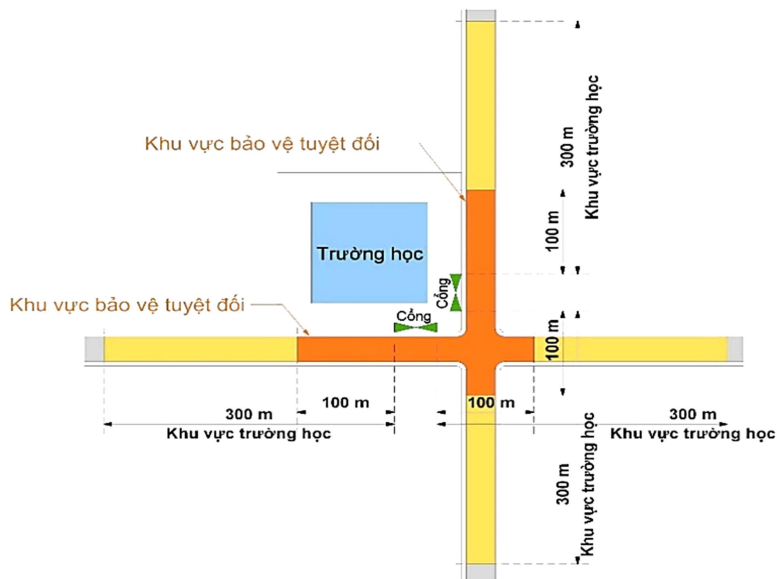 300 m
Khu vực trường học
Khu vực bảo vệ tuyệt đối
100 m
Trường học
Cổng
Khu vực bảo vệ tuyệt đối
Cổng
100 m
100 m
100 m
300 m
Khu vực trường học
300 m
Khu vực trường học
300 m
Khu vực trường học